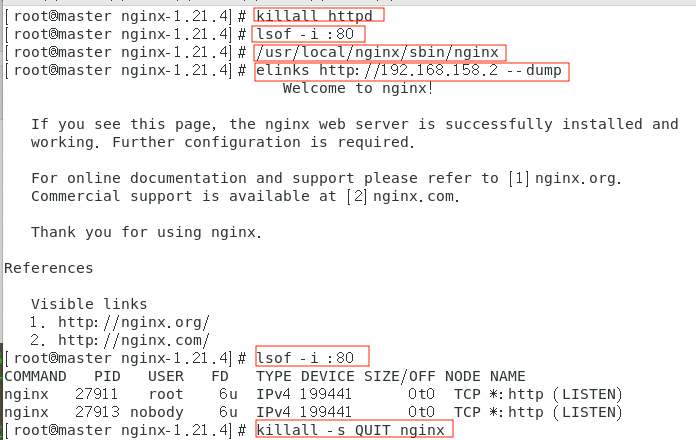 [root@master nginx-1.21.4]# killall httpd
[root@master nginx-1.21.4]# lsof -i :80
[root@master nginx-1.21.4]# /usr/local/nginx/sbin/nginx
[root@master nginx-1.21.4]# elinks http://192.168.158.2 --dump
Welcome to nginx!
If you see this page, the nginx web server is successfully installed and
working. Further configuration is required.
For online documentation and support please refer to [1]nginx.org.
Commercial support is available at [2]nginx.com.
Thank you for using nginx.
References
Visible links
1. http://nginx.org/
2. http://nginx.com/
[root@master nginx-1.21.4]# lsof -i :80
COMMAND PID USER FD TYPE DEVICE SIZE/OFF NODE NAME
nginx 27911 root 6u IPv4 199441 0t0 TCP *:http (LISTEN)
nginx 27913 nobody 6u IPv4 199441 0t0 TCP *:http (LISTEN)
[root@master nginx-1.21.4]# killall -s QUIT nginx